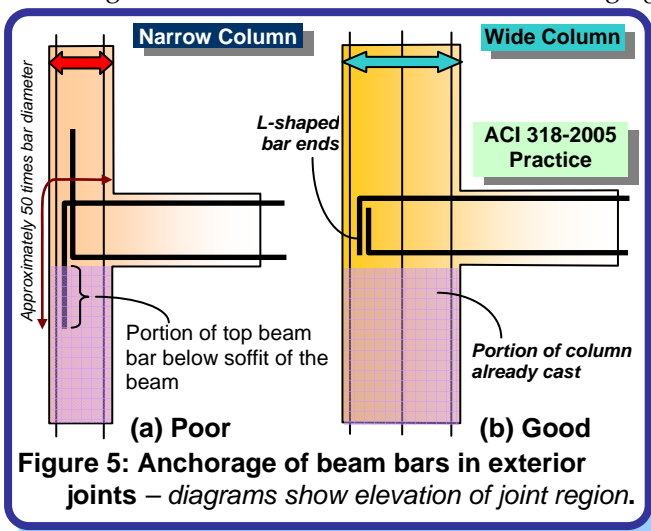 Narrow Column
Wide Column
Approximately 50 times bar diameter
L-shaped
bar ends
ACI 318-2005
Practice
Portion of top beam
bar below soffit of the
beam
Portion of column
already cast
(a) Poor
(b) Good
Figure 5: Anchorage of beam bars in exterior
joints – diagrams show elevation of joint region.